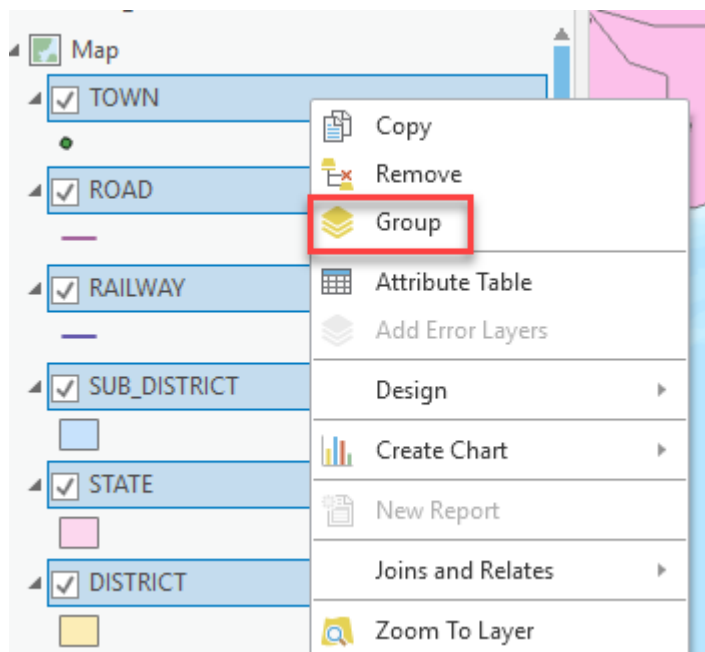 Map
TOWN
ROAD
RAILWAY
SUB_DISTRICT
STATE
DISTRICT
Copy
Remove
Group
Attribute Table
Add Error Layers
Design
Create Chart
New Report
Joins and Relates
Zoom To Layer